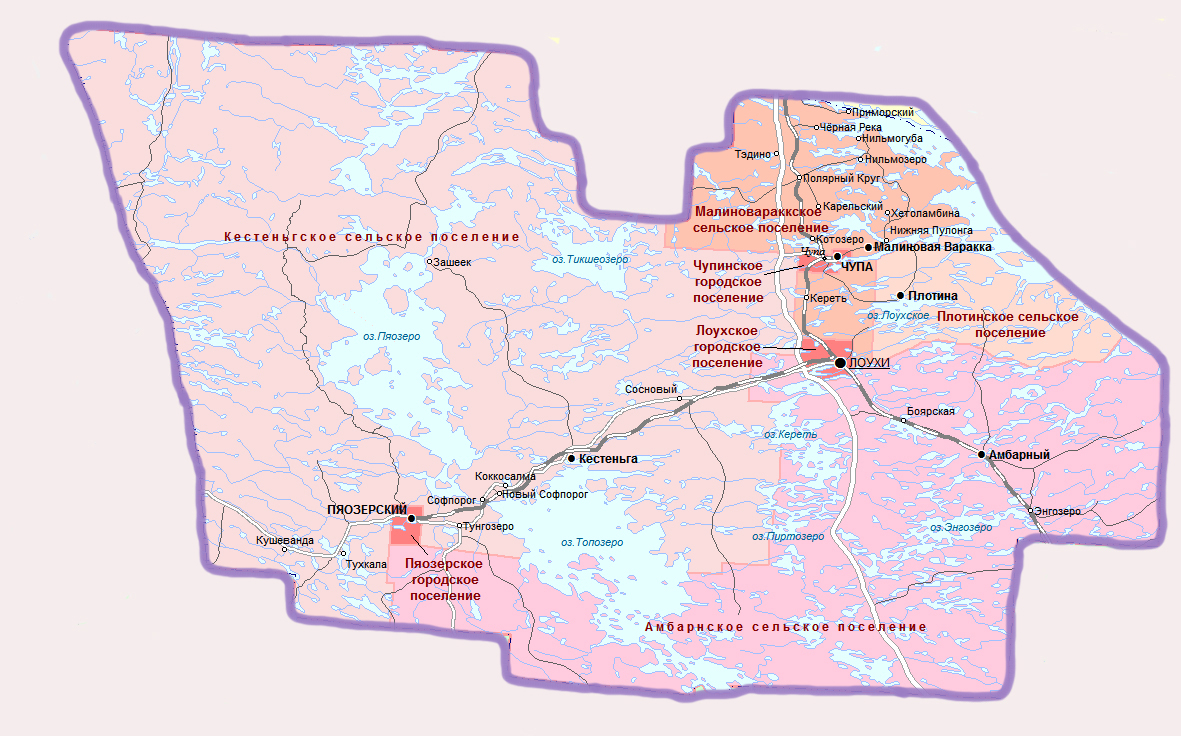 Приморский
Чёрная Река
Нильмогуба
Тэдино
Нильмозеро
Полярный Круг
Карельский
Хетоламбина
Малиновараккское
сельское поселение
Нижняя Пулонга
Кестеньгское сельское поселение
Котозеро
Малиновая Варакка
Чупа
ЧУПА
оз.Тикшеозеро
Зашеек
Чупинское
городское
поселение
Кереть
Плотина
оз.Лоухское
Плотинское сельское
поселение
Лоухское
городское
поселение
оз.Пяозеро
ЛОУХИ
Сосновый
Боярская
оз.Кереть
Кестеньга
Амбарный
Коккосалма
Софпорог
Новый Софпорог
ПЯОЗЕРСКИЙ
Энгозеро
Тунгозеро
оз.Энгозеро
Кушеванда
оз.Топозеро
оз.Пиртозеро
Тухкала
Пяозерское
городское
поселение
Амбарнское сельское поселение